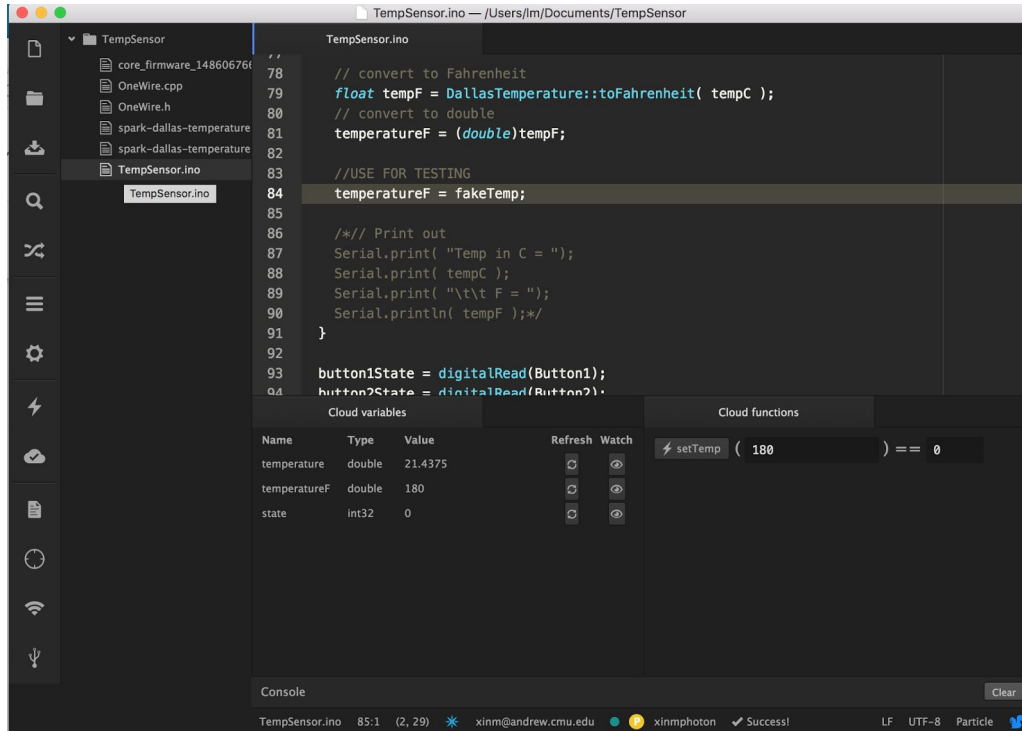 TempSensor.ino — /Users/lm/Documents/TempSensor
TempSensor
core_firmware_148606766
OneWire.cpp
OneWire.h
spark-dallas-temperature
spark-dallas-temperature
TempSensor.ino
TempSensor.ino
TempSensor.ino
78 // convert to Fahrenheit
79 float tempF = DallasTemperature::toFahrenheit( tempC );
80 // convert to double
81 temperatureF = (double)tempF;
82
83 //USE FOR TESTING
84 temperatureF = fakeTemp;
85
86 /*// Print out
87 Serial.print( "Temp in C = ");
88 Serial.print( tempC );
89 Serial.print( "\t\t F = ");
90 Serial.println( tempF );*/
91 }
92
93 button1State = digitalRead(Button1);
94 button2State = digitalRead(Button2);
Cloud variables
Name Type Value Refresh Watch
temperature double 21.4375
temperatureF double 180
state int32 0
Cloud functions
setTemp ( 180 ) == 0
Console
Clear
TempSensor.ino 85:1 (2, 29) xinm@andrew.cmu.edu P xinmphoton Success! LF UTF-8 Particle